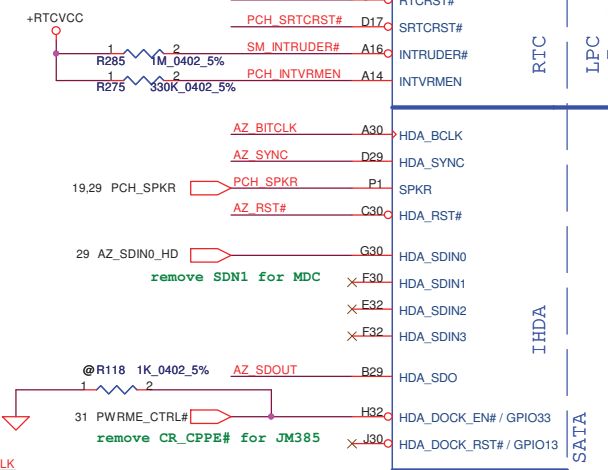 RTCRST#
+RTCVCC
PCH_SRTCRST# D17 SRTCRST#
1 2 SM_INTRUDER# A16 INTRUDER#
R285 1M_0402_5%
1 2 PCH_INTVRMEN A14 INTVRMEN
R275 330K_0402_5%
RTC
LPC
AZ_BITCLK A30 HDA_BCLK
AZ_SYNC D29 HDA_SYNC
19,29 PCH_SPKR PCH_SPKR P1 SPKR
AZ_RST# C30 HDA_RST#
29 AZ_SDIN0_HD G30 HDA_SDIN0
remove SDN1 for MDC
F30 HDA_SDIN1
E32 HDA_SDIN2
F32 HDA_SDIN3
IHDA
@R118 1K_0402_5% AZ_SDOUT B29 HDA_SDO
1 2
31 PWRME_CTRL# H32 HDA_DOCK_EN# / GPIO33
remove CR_CPPE# for JM385
J30 HDA_DOCK_RST# / GPIO13
SATA
LK